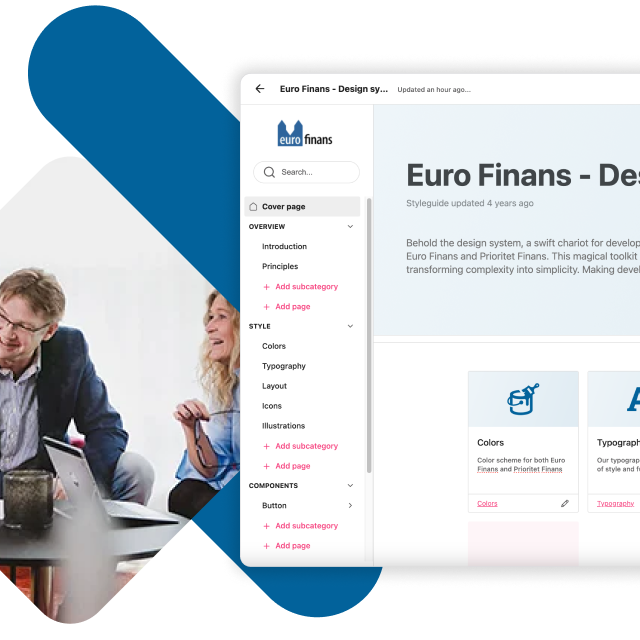 Euro Finans - Design sy...
Updated an hour ago...
euro finans
Search...
Cover page
OVERVIEW
Introduction
Principles
+ Add subcategory
+ Add page
STYLE
Colors
Typography
Layout
Icons
Illustrations
+ Add subcategory
+ Add page
COMPONENTS
Button
+ Add subcategory
+ Add page
Euro Finans - De
Styleguide updated 4 years ago
Behold the design system, a swift chariot for develop
Euro Finans and Prioritet Finans. This magical toolkit
transforming complexity into simplicity. Making devel
Colors
Color scheme for both Euro
Finans and Prioritet Finans
Colors
A
Typograph
Our typograp
of style and f
Typography